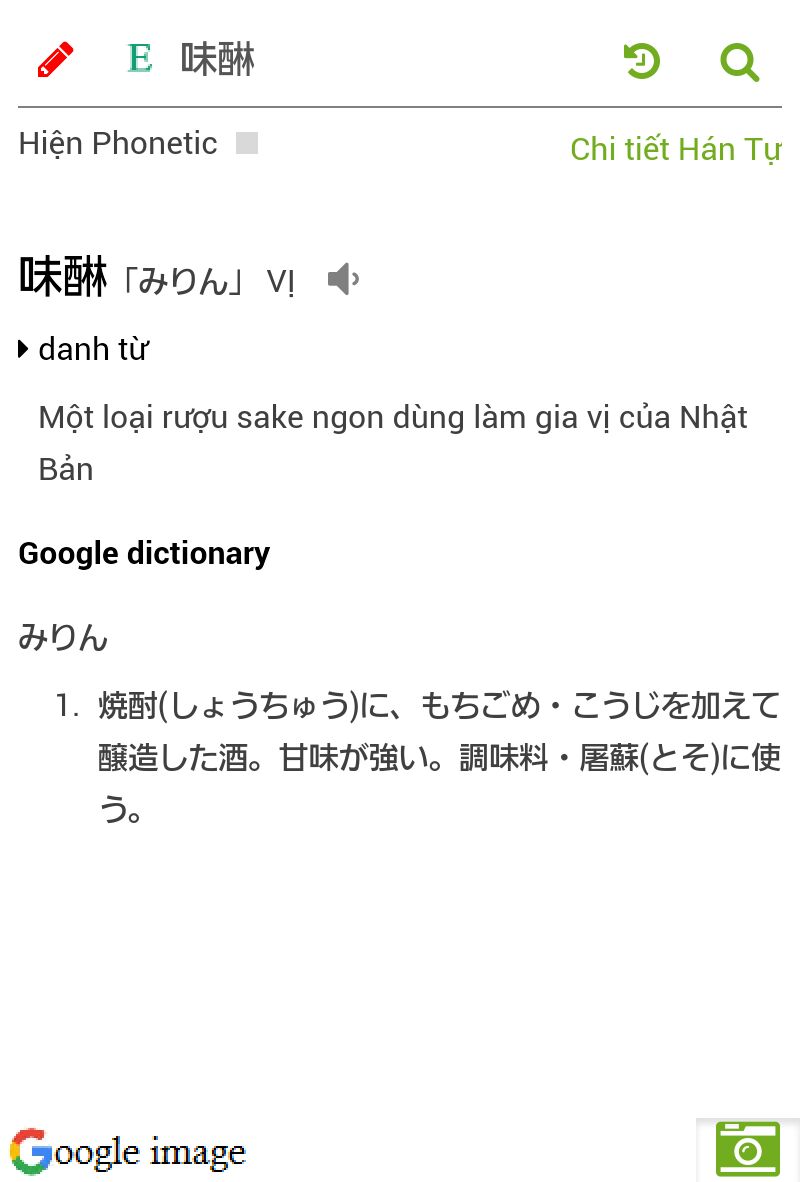 E 味醂
Hiện Phonetic
Chi tiết Hán Tự
味醂「みりん」 VỊ
danh từ
Một loại rượu sake ngon dùng làm gia vị của Nhật
Bản
Google dictionary
みりん
1. 焼酎(しょうちゅう)に、もちごめ・こうじを加えて
醸造した酒。甘味が強い。調味料・屠蘇(とそ)に使
う。
Google image